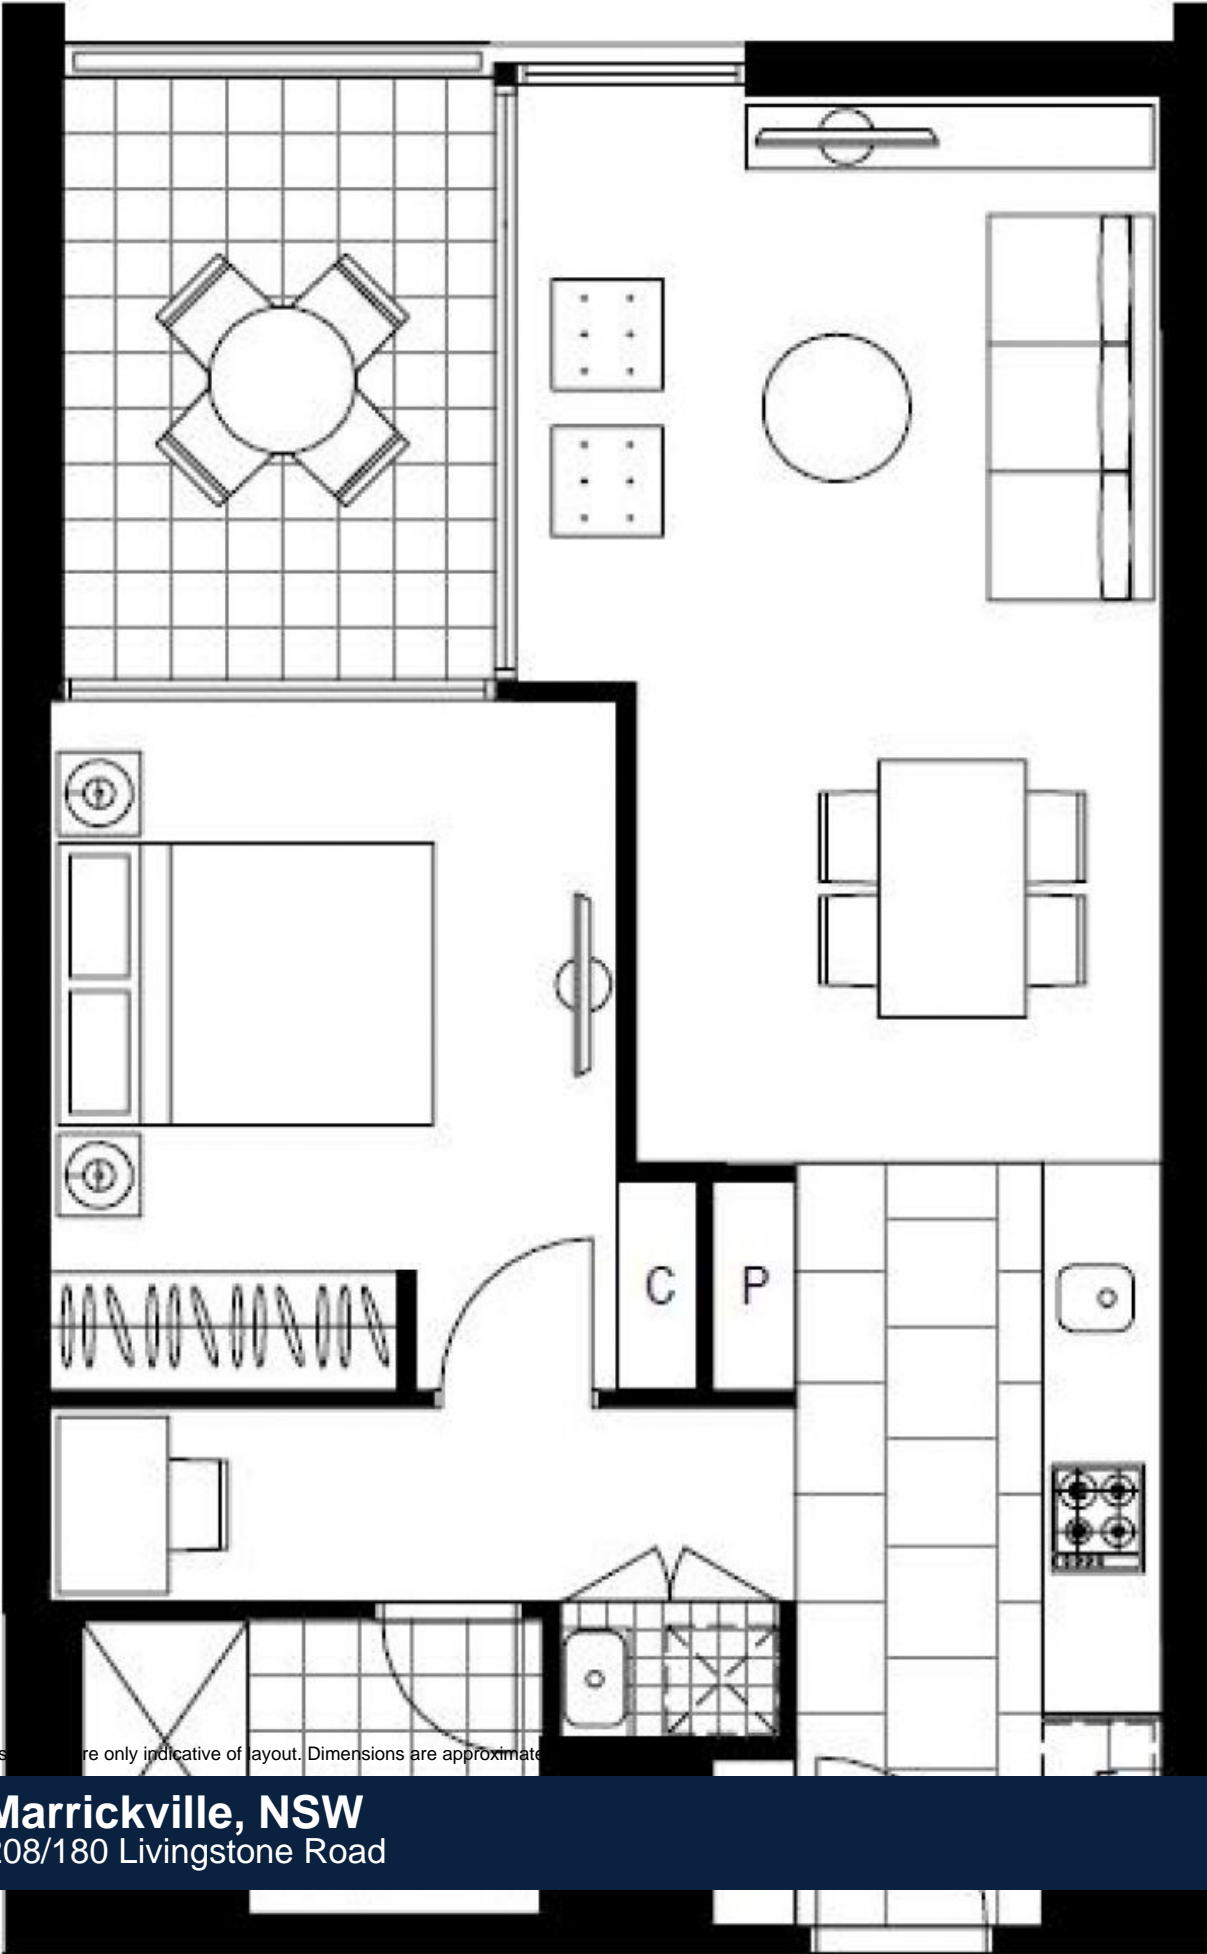 C
P
re only indicative of layout. Dimensions are approximate
Marrickville, NSW
208/180 Livingstone Road